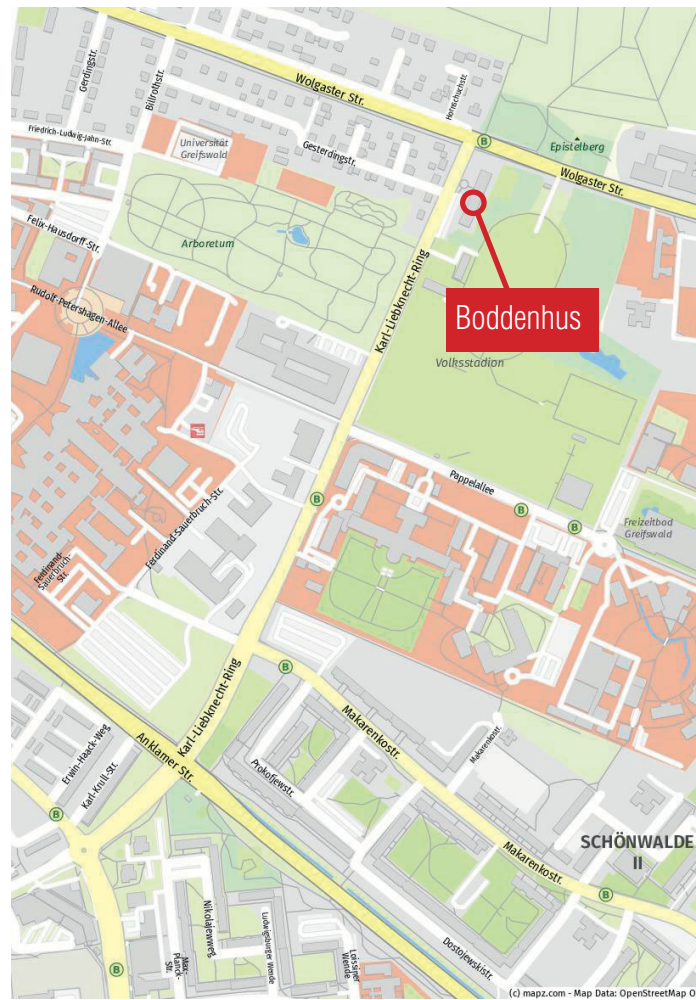 Gerdingstr.
Billrothstr.
Wolgaster Str.
Hornschuchstr.
B
Friedrich-Ludwig-Jahn-Str.
Universität
Greifswald
Gesterdingstr.
Epistelberg
Wolgaster Str.
Felix-Hausdorff-Str.
Arboretum
Rudolf-Petershagen-Allee
Karl-Liebknecht-Ring
Boddenhus
Volksstadion
Pappelallee
B
B
B
Freizeitbad
Greifswald
Ferdinand-Sauerbruch-Str.
Ferdinand-
Sauerbruch-
Str.
Karl-Liebknecht-Ring
B
Makarenkostr.
Makarenkostr.
Anklamer Str.
Erwin-Haack-Weg
Karl-Krull-Str.
Prokofjewstr.
B
SCHÖNWALDE
II
Makarenkostr.
B
Nikolajewweg
Ludwigsburger Wende
Max-
Planck-
Str.
Loissiner
Wende
Dostojewskistr.
B
(c) mapz.com - Map Data: OpenStreetMap O